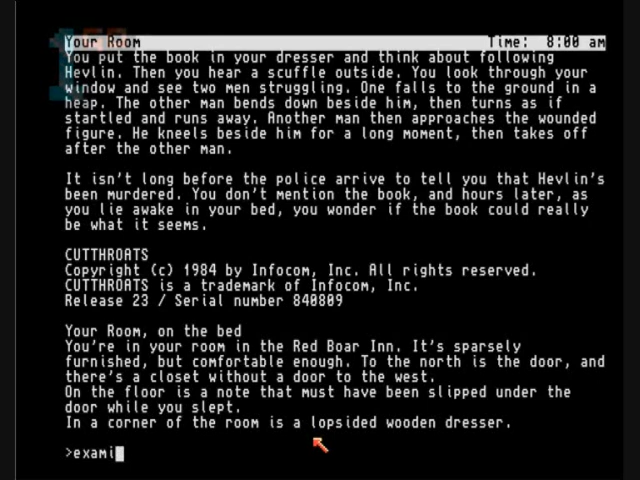 Your Room Time: 8:00 am
You put the book in your dresser and think about following
Hevlin. Then you hear a scuffle outside. You look through your
window and see two men struggling. One falls to the ground in a
heap. The other man bends down beside him, then turns as if
startled and runs away. Another man then approaches the wounded
figure. He kneels beside him for a long moment, then takes off
after the other man.
It isn't long before the police arrive to tell you that Hevlin's
been murdered. You don't mention the book, and hours later, as
you lie awake in your bed, you wonder if the book could really
be what it seems.
CUTTHROATS
Copyright (c) 1984 by Infocom, Inc. All rights reserved.
CUTTHROATS is a trademark of Infocom, Inc.
Release 23 / Serial number 840809
Your Room, on the bed
You're in your room in the Red Boar Inn. It's sparsely
furnished, but comfortable enough. To the north is the door, and
there's a closet without a door to the west.
On the floor is a note that must have been slipped under the
door while you slept.
In a corner of the room is a lopsided wooden dresser.
>exami